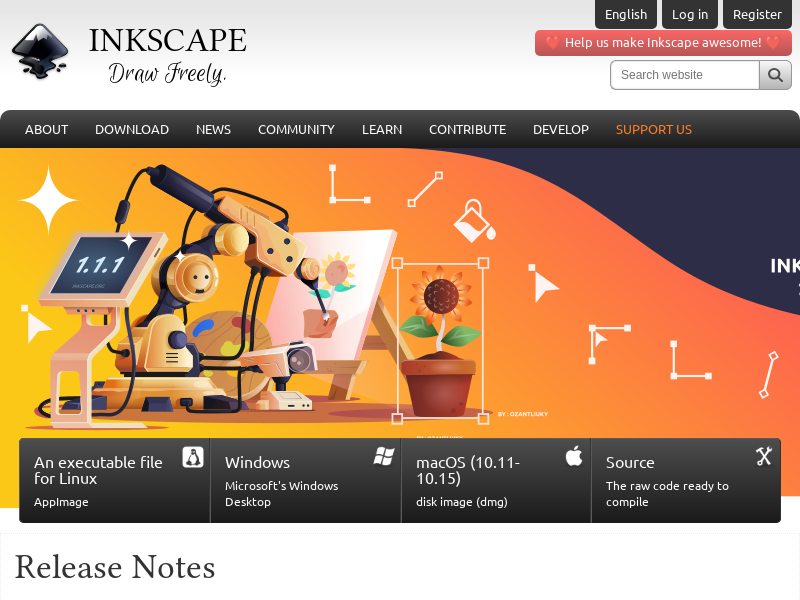 English Log in Register
INKSCAPE
Draw Freely.
Help us make Inkscape awesome!
Search website
ABOUT DOWNLOAD NEWS COMMUNITY LEARN CONTRIBUTE DEVELOP SUPPORT US
1.1.1
INKSCAPE.ORG
INK
BY : OZANTLIUKY
An executable file
for Linux
AppImage
Windows
Microsoft's Windows
Desktop
macOS (10.11-
10.15)
disk image (dmg)
Source
The raw code ready to
compile
Release Notes